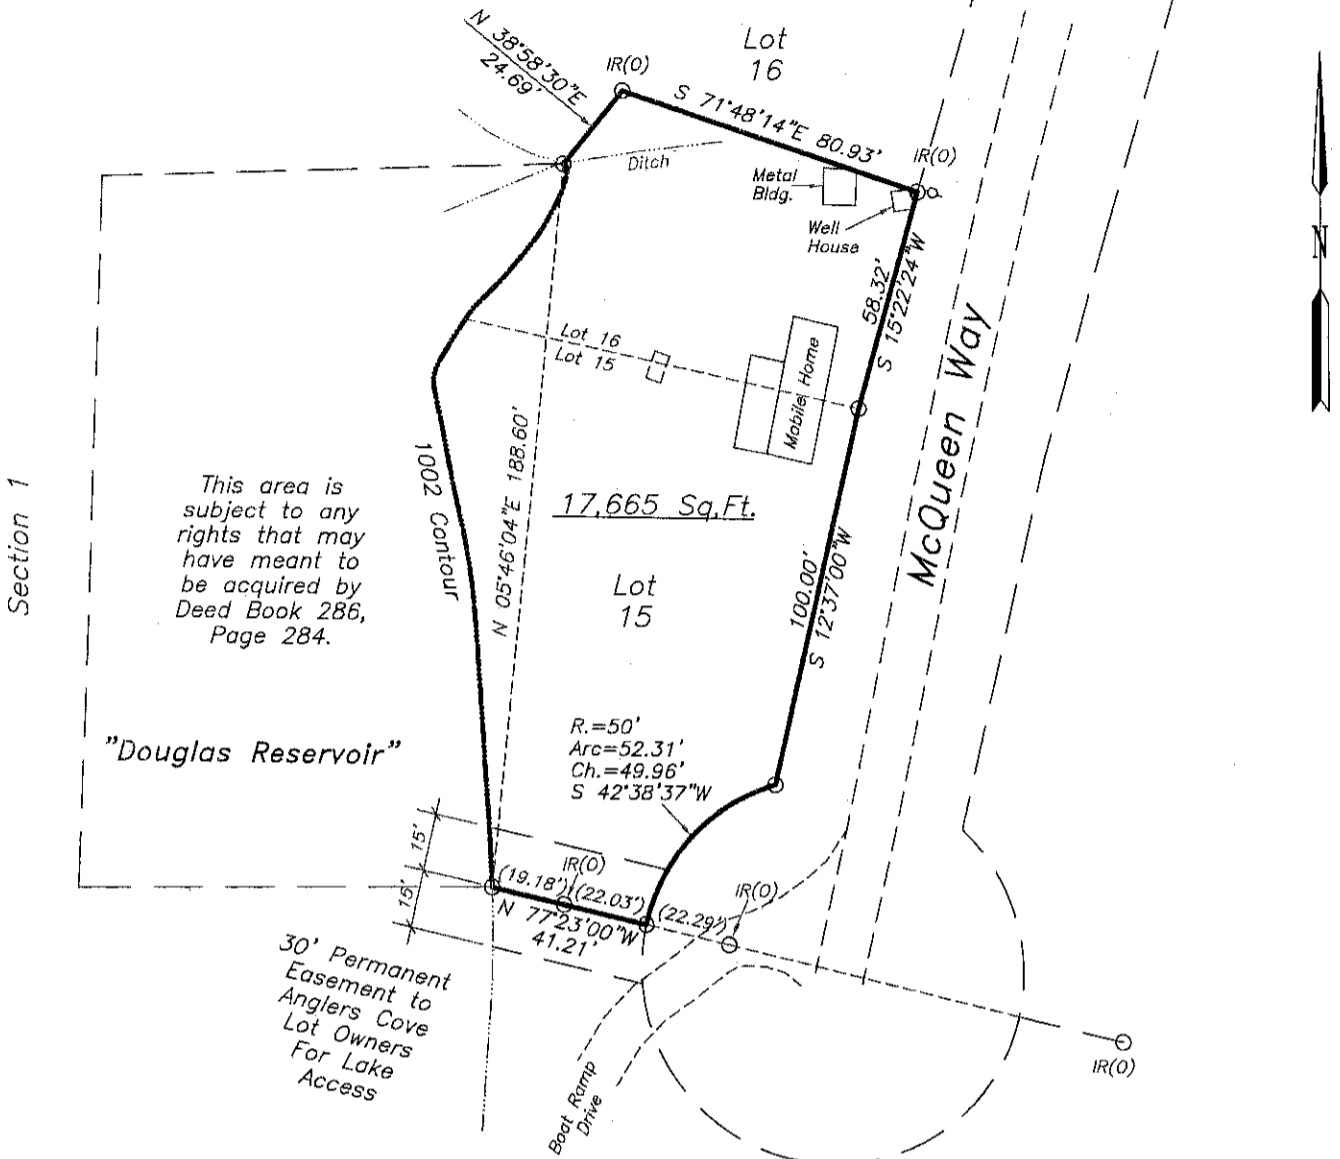 N 38°58'30"E
24.69'
IR(O)
Lot
16
S 71°48'14"E 80.93'
IR(O)
Ditch
Metal
Bldg.
Well
House
N
58.32'
S 15°22'24"W
Lot 16
Lot 15
Mobile Home
McQueen Way
Section 1
1002 Contour
N 05°46'04"E 188.60'
This area is
subject to any
rights that may
have meant to
be acquired by
Deed Book 286,
Page 284.
17,665 Sq.Ft.
Lot
15
100.00'
S 12°37'00"W
"Douglas Reservoir"
R.=50'
Arc=52.31'
Ch.=49.96'
S 42°38'37"W
15'
15'
IR(O)
(19.18')
(22.03')
(22.29')
IR(O)
N 77°23'00"W
41.21'
30' Permanent
Easement to
Anglers Cove
Lot Owners
For Lake
Access
Boat Ramp
Drive
IR(O)